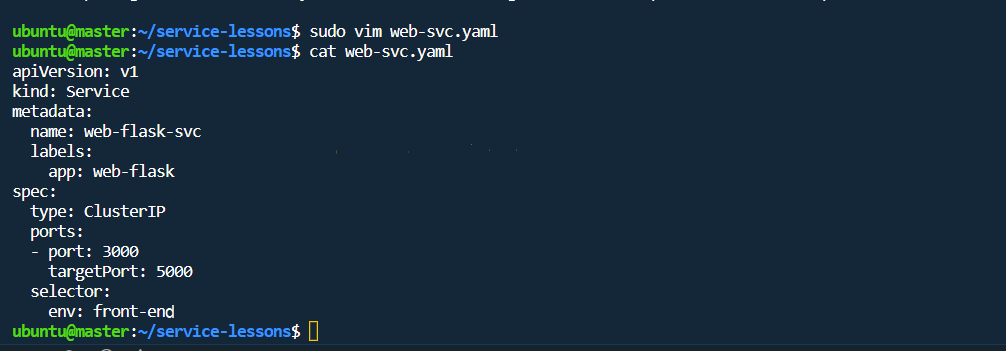 ubuntu@master:~/service-lessons$ sudo vim web-svc.yaml
ubuntu@master:~/service-lessons$ cat web-svc.yaml
apiVersion: v1
kind: Service
metadata:
  name: web-flask-svc
  labels:
    app: web-flask
spec:
  type: ClusterIP
  ports:
  - port: 3000
    targetPort: 5000
  selector:
    env: front-end
ubuntu@master:~/service-lessons$